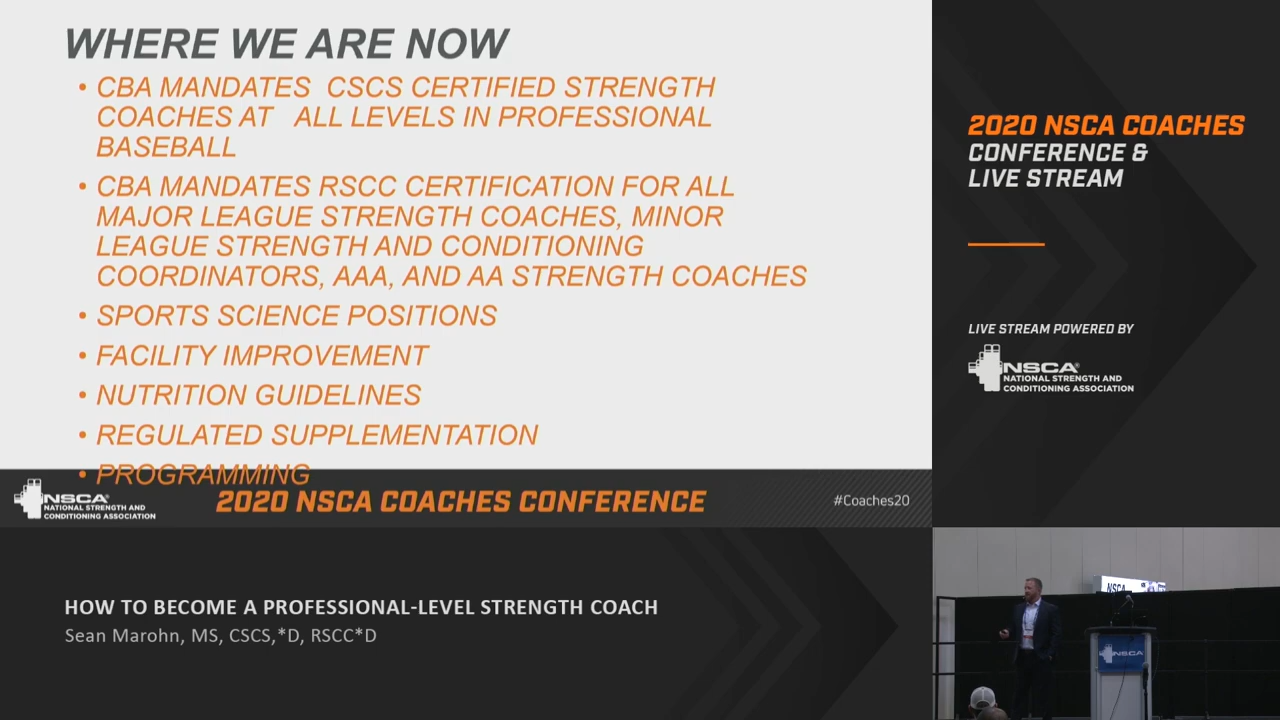 WHERE WE ARE NOW
• CBA MANDATES CSCS CERTIFIED STRENGTH
COACHES AT ALL LEVELS IN PROFESSIONAL
BASEBALL
• CBA MANDATES RSCC CERTIFICATION FOR ALL
MAJOR LEAGUE STRENGTH COACHES, MINOR
LEAGUE STRENGTH AND CONDITIONING
COORDINATORS, AAA, AND AA STRENGTH COACHES
• SPORTS SCIENCE POSITIONS
• FACILITY IMPROVEMENT
• NUTRITION GUIDELINES
• REGULATED SUPPLEMENTATION
• PROGRAMMING
NSCA®
NATIONAL STRENGTH AND
CONDITIONING ASSOCIATION
2020 NSCA COACHES CONFERENCE
#Coaches20
HOW TO BECOME A PROFESSIONAL-LEVEL STRENGTH COACH
Sean Marohn, MS, CSCS,*D, RSCC*D
2020 NSCA COACHES
CONFERENCE &
LIVE STREAM
LIVE STREAM POWERED BY
NSCA®
NATIONAL STRENGTH AND
CONDITIONING ASSOCIATION
NSCA
NSCA